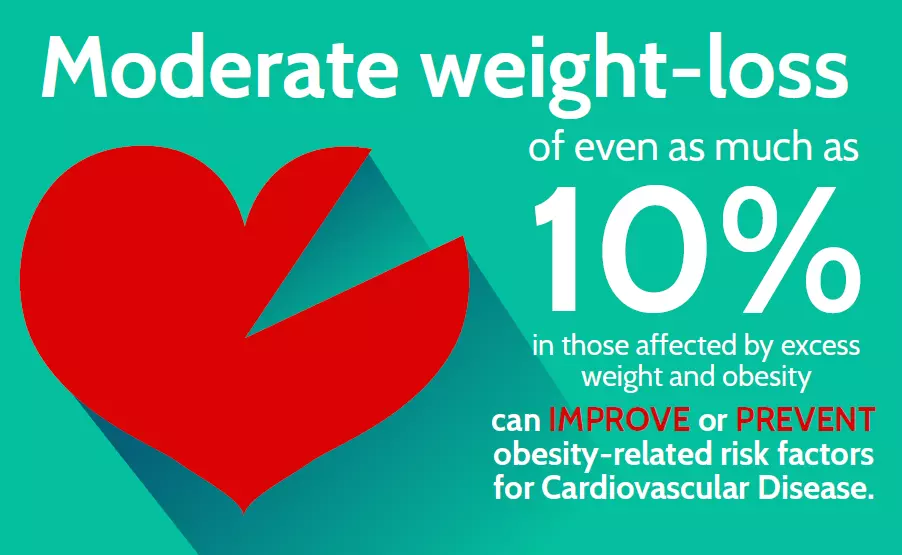 Moderate weight-loss
of even as much as
10%
in those affected by excess
weight and obesity
can IMPROVE or PREVENT
obesity-related risk factors
for Cardiovascular Disease.